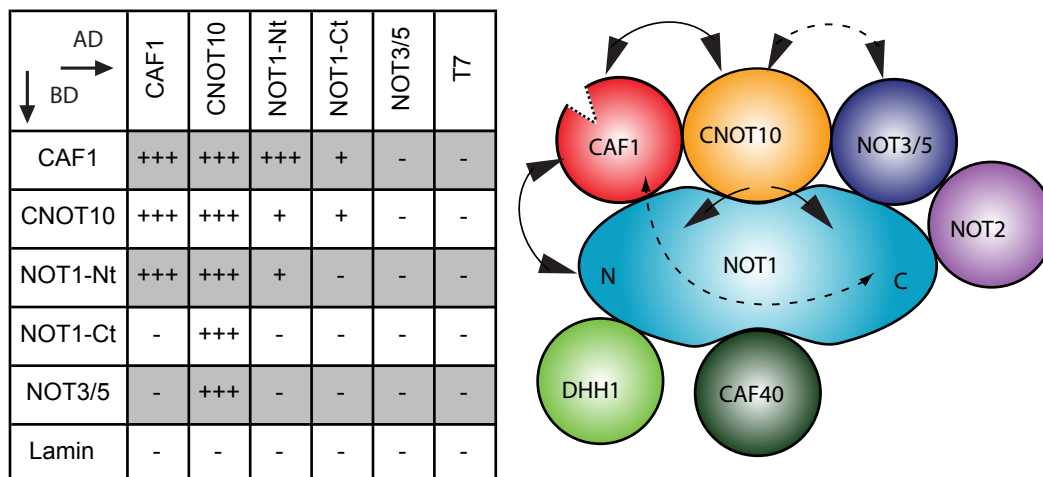 AD
BD
CAF1 CNOT10 NOT1-Nt NOT1-Ct NOT3/5 T7
CAF1 +++ +++ +++ + - -
CNOT10 +++ +++ + + - -
NOT1-Nt +++ +++ + - - -
NOT1-Ct - +++ - - - -
NOT3/5 - +++ - - - -
Lamin - - - - - -
CAF1
CNOT10
NOT3/5
NOT2
N
NOT1
C
DHH1
CAF40